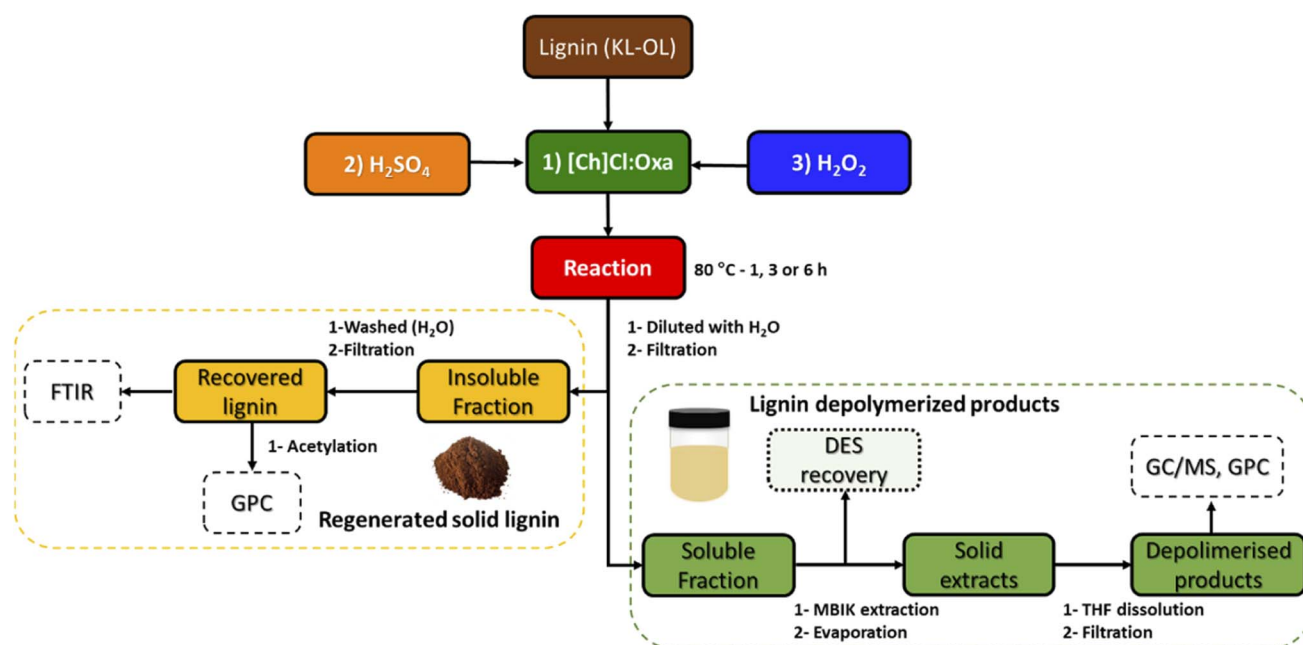 Lignin (KL-OL)
2) H₂SO₄
1) [Ch]Cl:Oxa
3) H₂O₂
Reaction
80 °C - 1, 3 or 6 h
1-Washed (H₂O)
2-Filtration
1- Diluted with H₂O
2- Filtration
FTIR
Recovered
lignin
Insoluble
Fraction
1- Acetylation
GPC
Regenerated solid lignin
Lignin depolymerized products
DES
recovery
GC/MS, GPC
Soluble
Fraction
Solid
extracts
Depolimerised
products
1- MBIK extraction
2- Evaporation
1- THF dissolution
2- Filtration